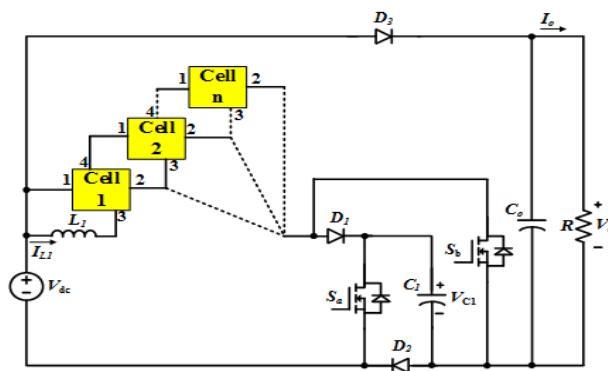 D3
Io
1 Cell n 2
4
3
1 Cell 2 2
4
3
1 Cell 1 2
3
L1
IL1
Vdc
D1
Sa
C1
+
VC1
−
D2
Sb
Co
R
+
−